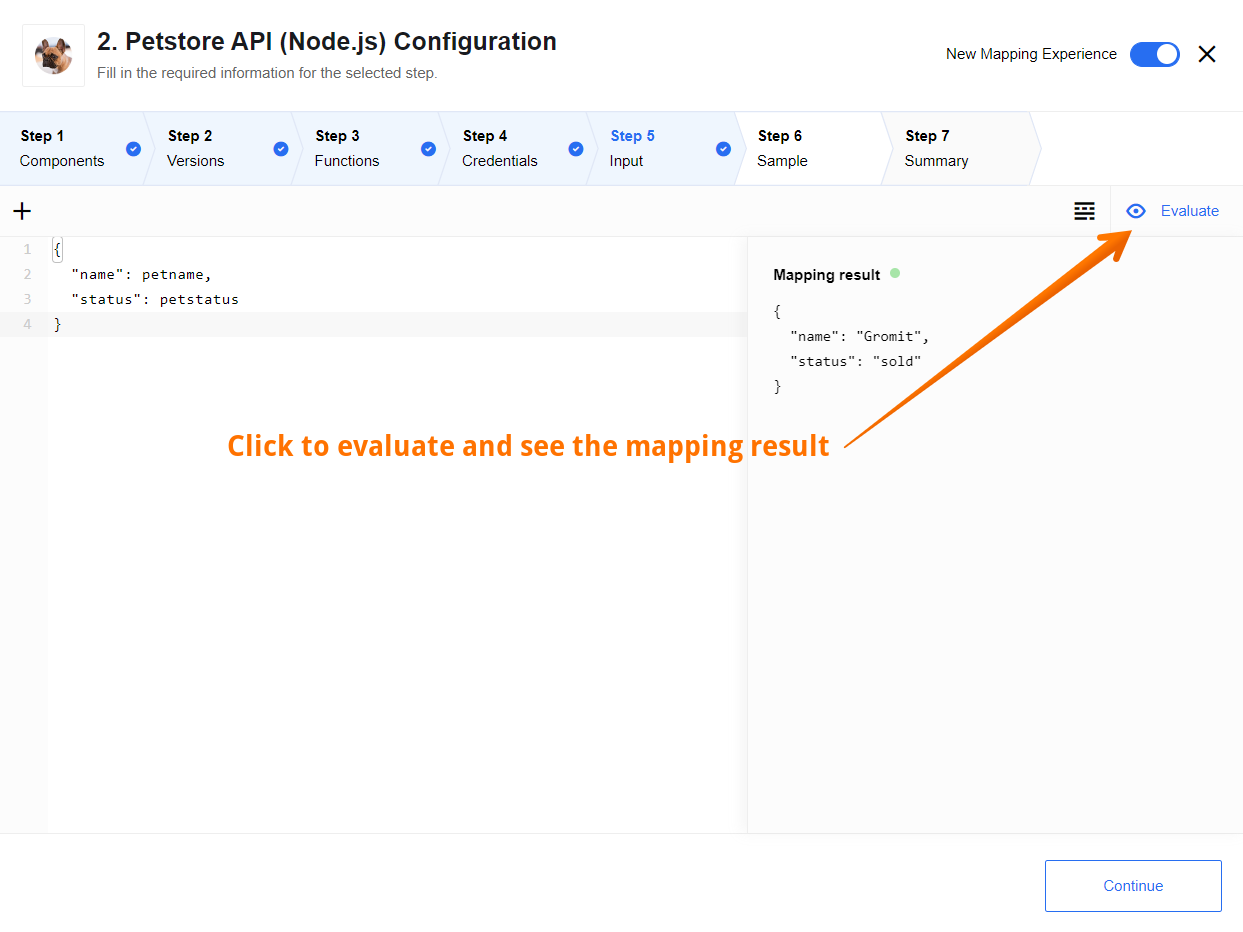 2. Petstore API (Node.js) Configuration
Fill in the required information for the selected step.
New Mapping Experience
Step 1
Components
Step 2
Versions
Step 3
Functions
Step 4
Credentials
Step 5
Input
Step 6
Sample
Step 7
Summary
Evaluate
1 {
2 "name": petname,
3 "status": petstatus
4 }
Mapping result
{
"name": "Gromit",
"status": "sold"
}
Click to evaluate and see the mapping result
Continue